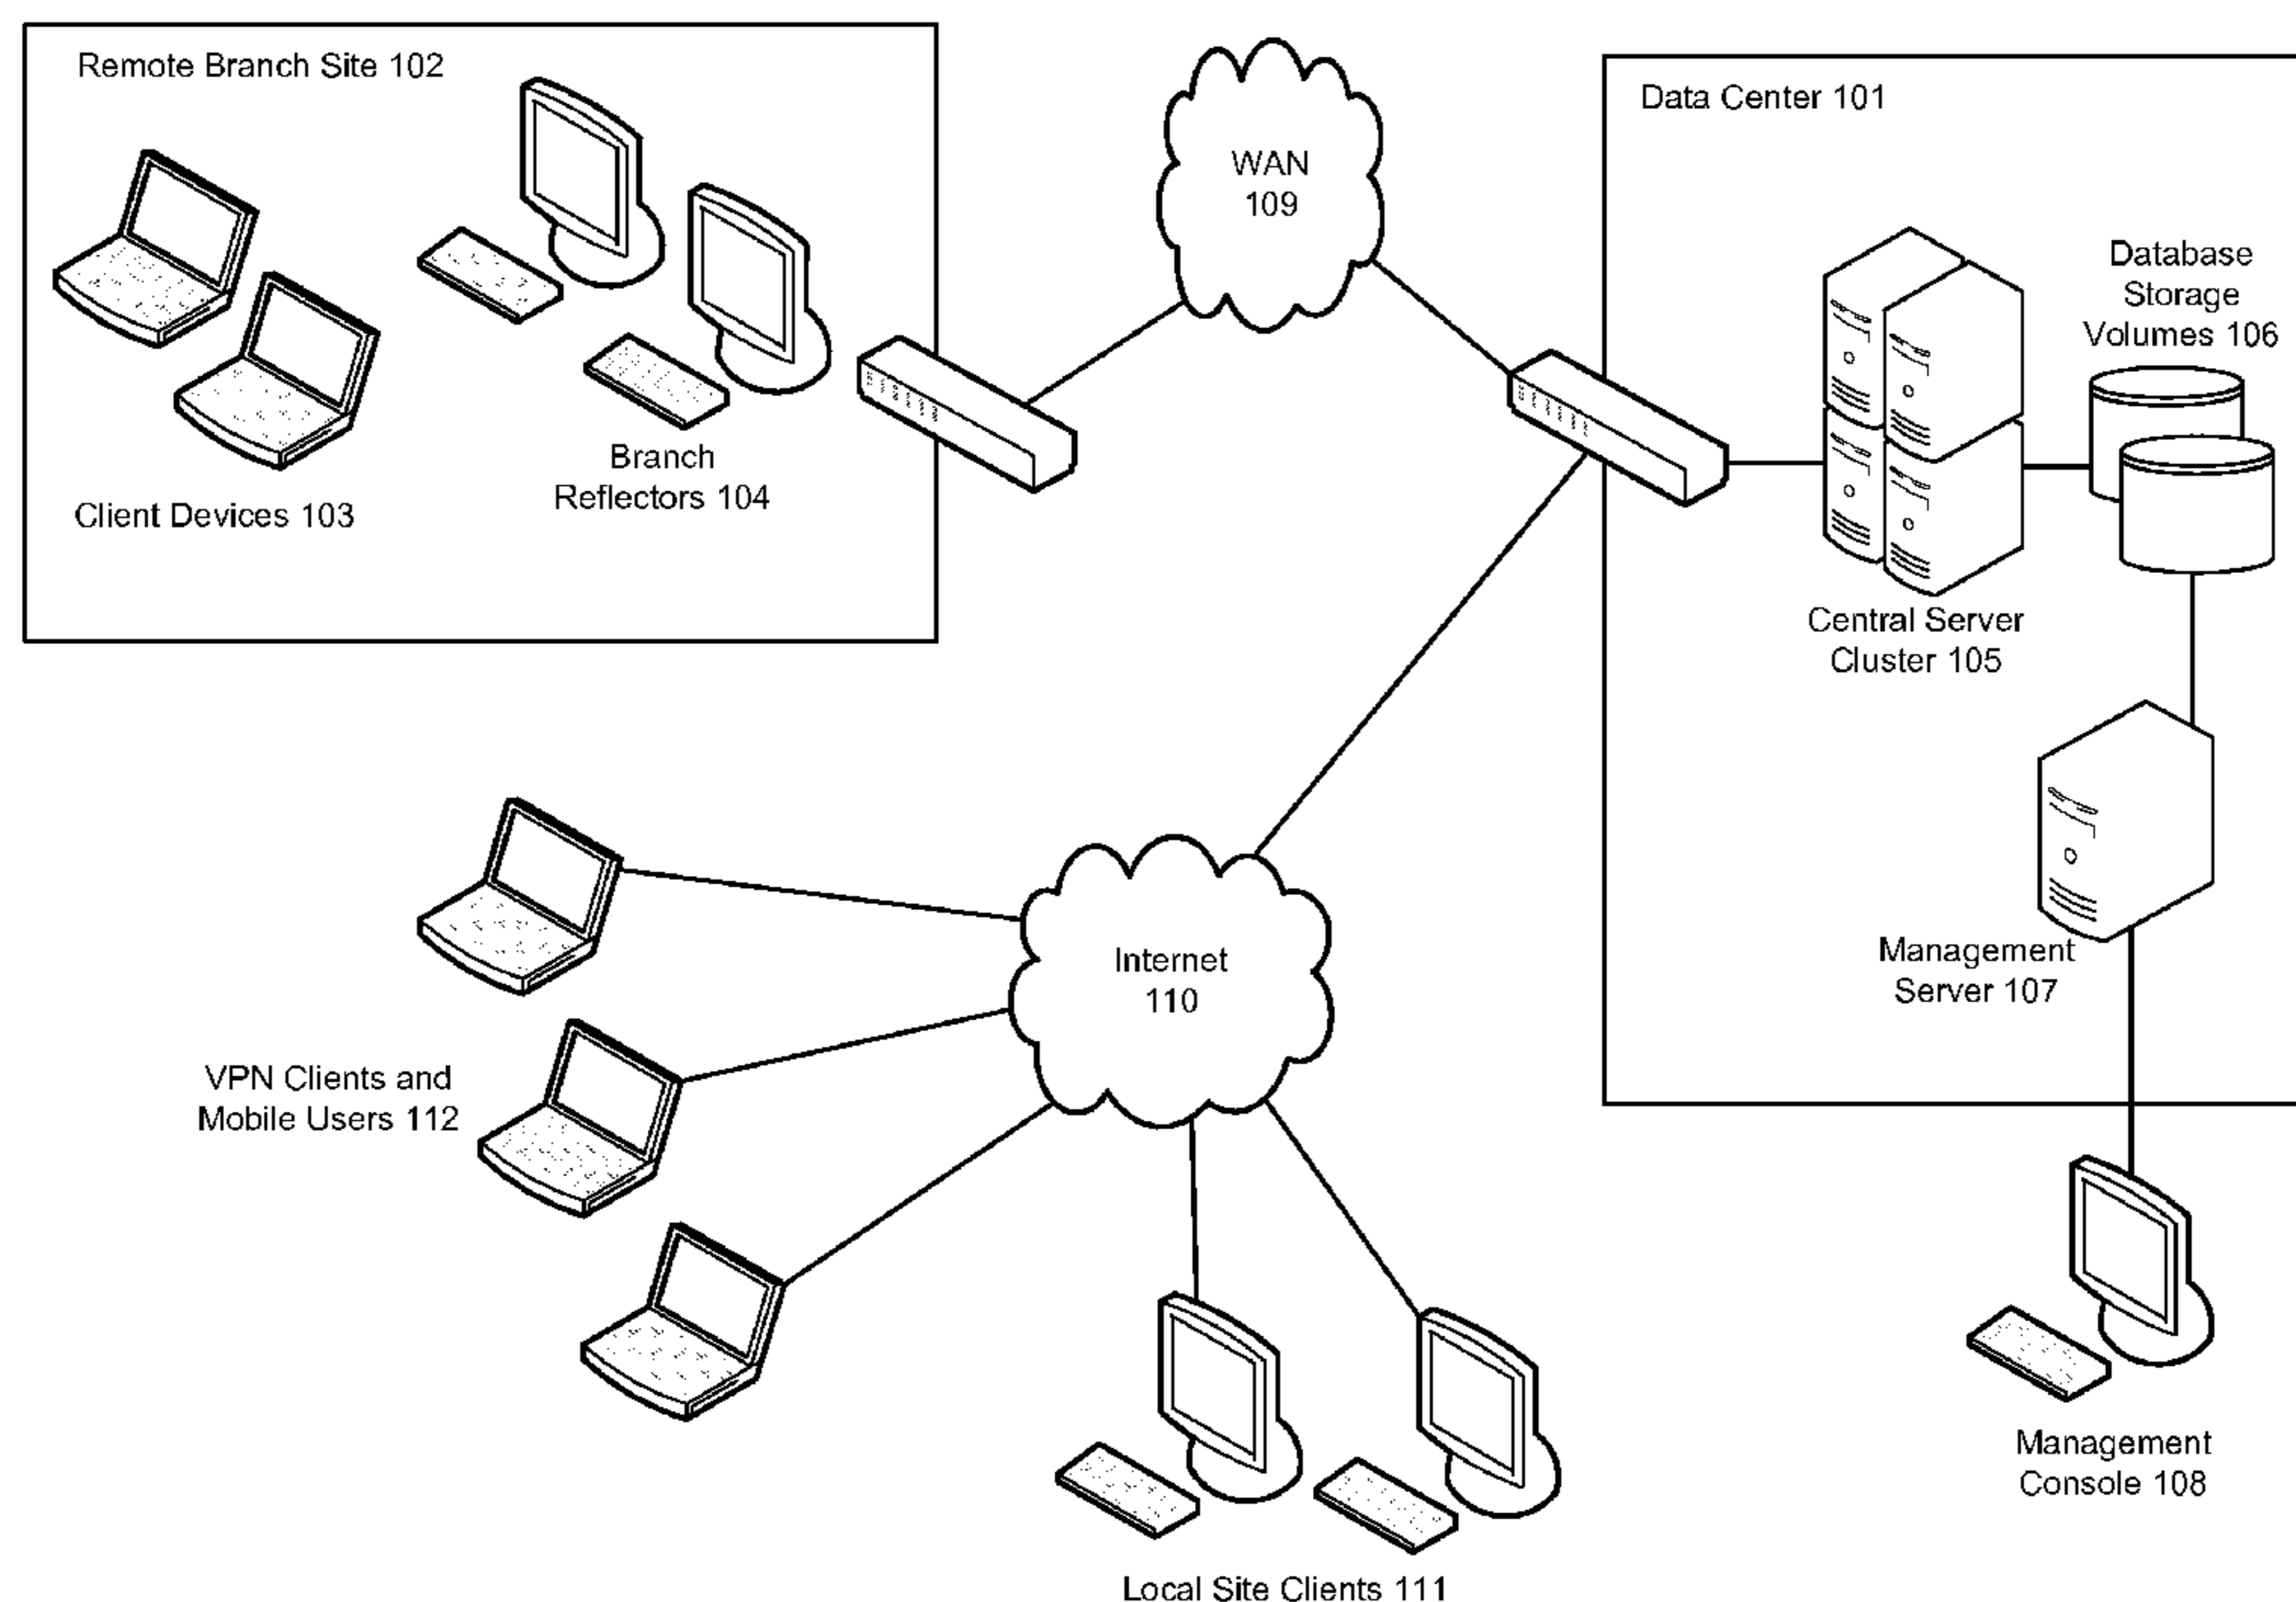 Remote Branch Site 102
Client Devices 103
Branch
Reflectors 104
WAN
109
Data Center 101
Database
Storage
Volumes 106
Central Server
Cluster 105
Management
Server 107
Internet
110
VPN Clients and
Mobile Users 112
Management
Console 108
Local Site Clients 111